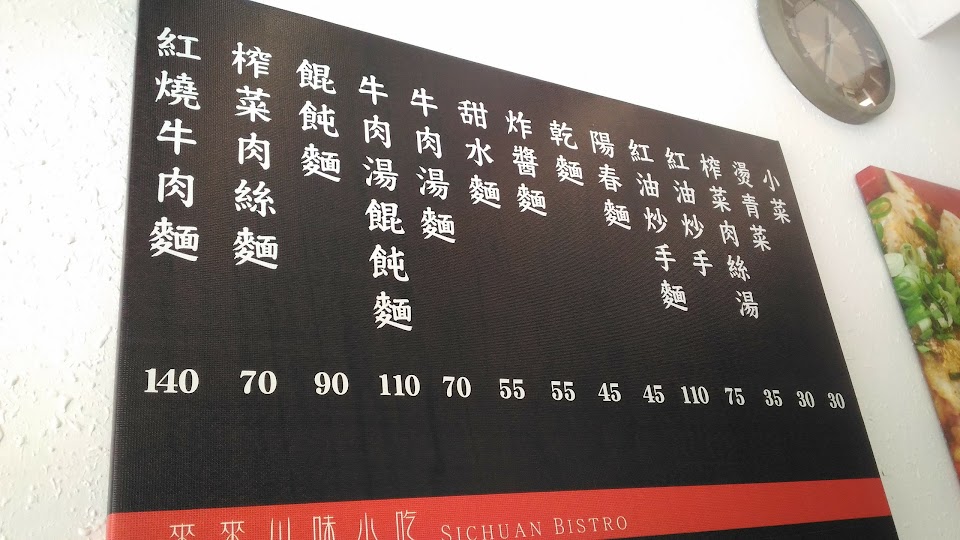 紅燒牛肉麵
榨菜肉絲麵
餛飩麵
牛肉湯餛飩麵
牛肉湯麵
甜水麵
炸醬麵
乾麵
陽春麵
紅油炒手麵
紅油炒手
榨菜肉絲湯
燙青菜
小菜
140 70 90 110 70 55 55 45 45 110 75 35 30 30
來來川味小吃 SICHUAN BISTRO